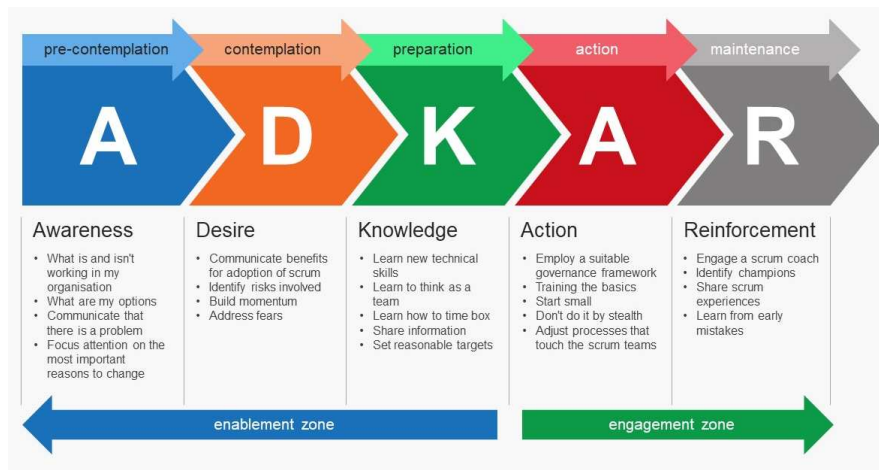 pre-contemplation
contemplation
preparation
action
maintenance
A
D
K
A
R
Awareness
• What is and isn't
working in my
organisation
• What are my options
• Communicate that
there is a problem
• Focus attention on the
most important
reasons to change
Desire
• Communicate benefits
for adoption of scrum
• Identify risks involved
• Build momentum
• Address fears
Knowledge
• Learn new technical
skills
• Learn to think as a
team
• Learn how to time box
• Share information
• Set reasonable targets
Action
• Employ a suitable
governance framework
• Training the basics
• Start small
• Don't do it by stealth
• Adjust processes that
touch the scrum teams
Reinforcement
• Engage a scrum coach
• Identify champions
• Share scrum
experiences
• Learn from early
mistakes
enablement zone
engagement zone